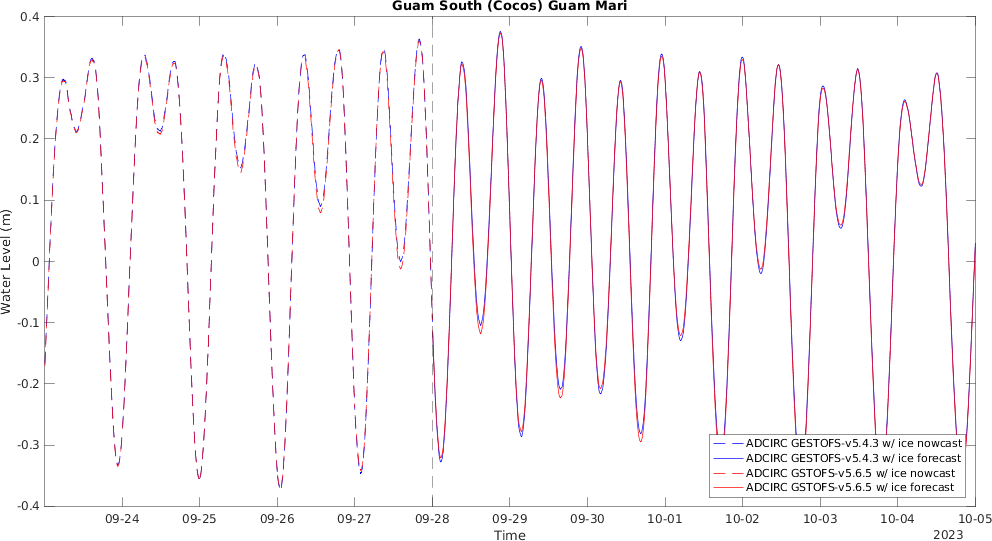 Guam South (Cocos) Guam Mari
0.4
0.3
0.2
0.1
0
-0.1
-0.2
-0.3
-0.4
Water Level (m)
09-24 09-25 09-26 09-27 09-28 09-29 09-30 10-01 10-02 10-03 10-04 10-05
Time
2023
ADCIRC GESTOFS-v5.4.3 w/ ice nowcast
ADCIRC GESTOFS-v5.4.3 w/ ice forecast
ADCIRC GSTOFS-v5.6.5 w/ ice nowcast
ADCIRC GSTOFS-v5.6.5 w/ ice forecast